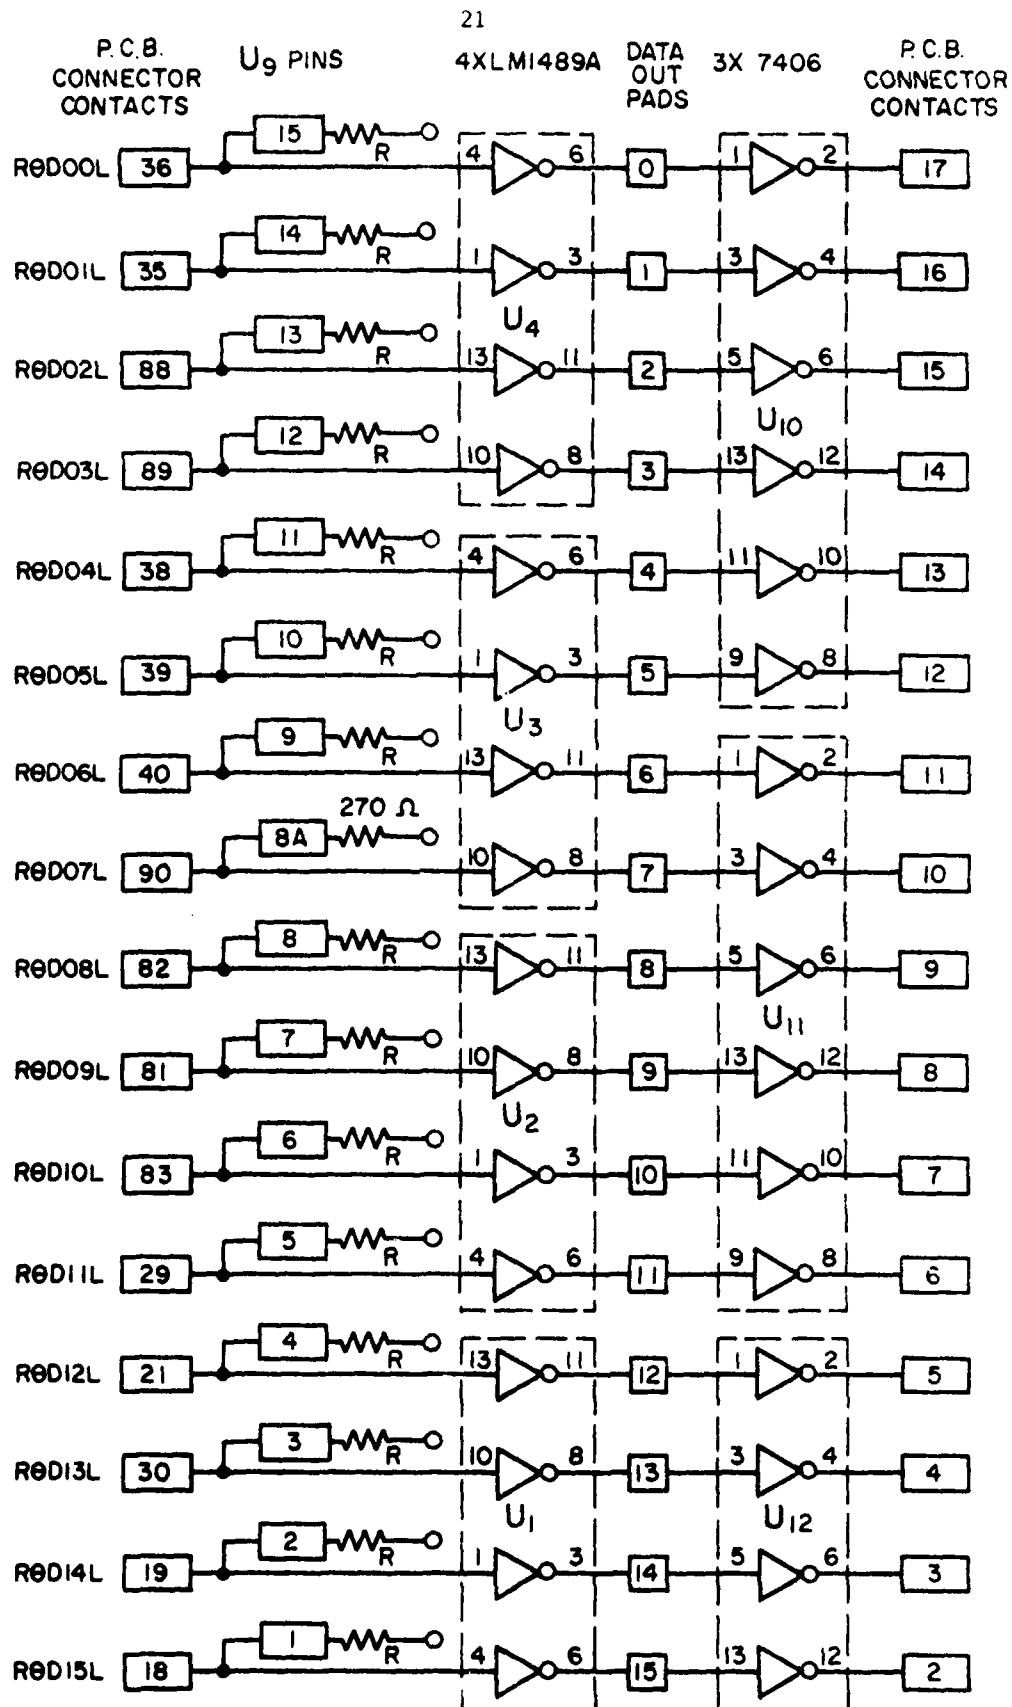 21
P.C.B. CONNECTOR CONTACTS U9 PINS 4XLM1489A DATA OUT PADS 3X 7406 P.C.B. CONNECTOR CONTACTS
15 R
RθD00L 36 4 6 0 1 2 17
14 R
RθD01L 35 1 3 1 3 4 16
U4
13 R
RθD02L 88 13 11 2 5 6 15
U10
12 R
RθD03L 89 10 8 3 13 12 14
11 R
RθD04L 38 4 6 4 11 10 13
10 R
RθD05L 39 1 3 5 9 8 12
U3
9 R
RθD06L 40 13 11 6 1 2 11
270 Ω
8A
RθD07L 90 10 8 7 3 4 10
8 R
RθD08L 82 13 11 8 5 6 9
U11
7 R
RθD09L 81 10 8 9 13 12 8
U2
6 R
RθD10L 83 1 3 10 11 10 7
5 R
RθD11L 29 4 6 11 9 8 6
4 R
RθD12L 21 13 11 12 1 2 5
3 R
RθD13L 30 10 8 13 3 4 4
U1 U12
2 R
RθD14L 19 1 3 14 5 6 3
1 R
RθD15L 18 4 6 15 13 12 2